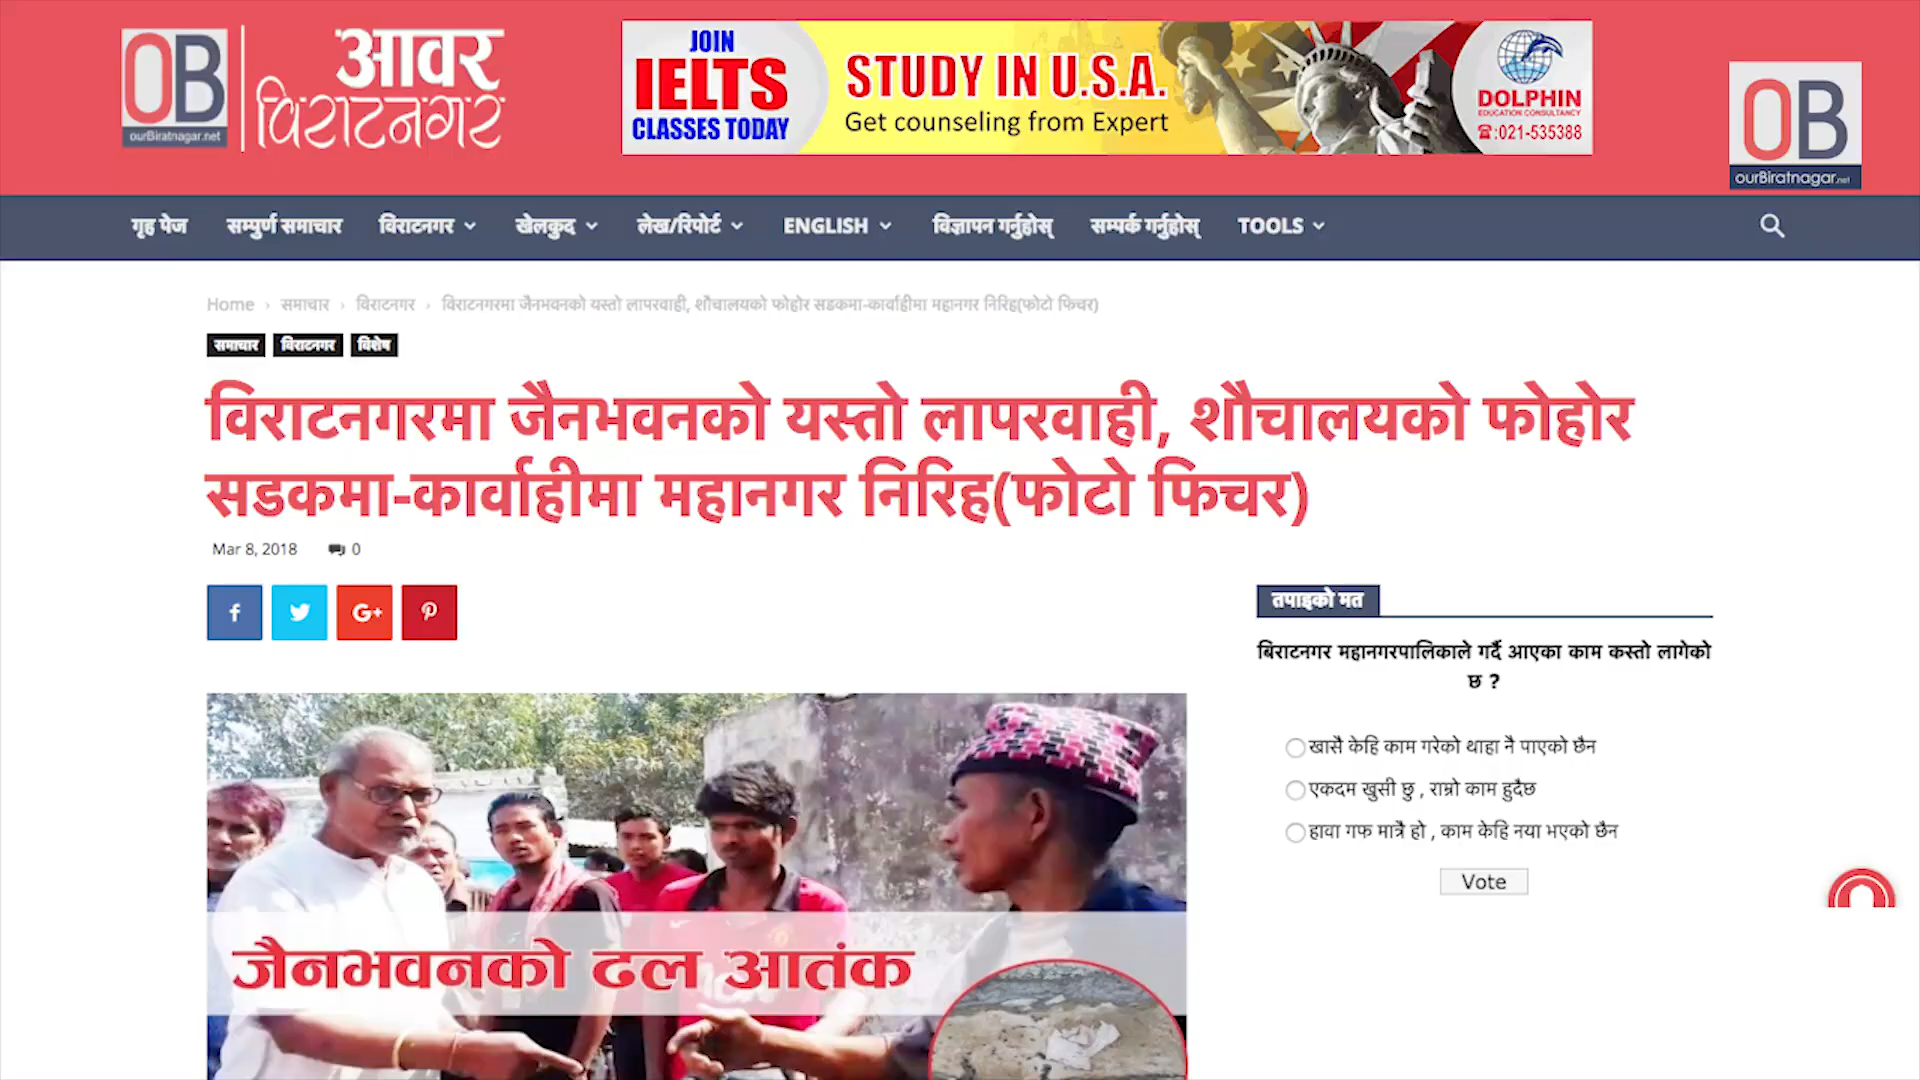 OB
ourBiratnagar.net
आवर
विराटनगर
JOIN
IELTS
CLASSES TODAY
STUDY IN U.S.A.
Get counseling from Expert
DOLPHIN
EDUCATION CONSULTANCY
☎:021-535388
OB
ourBiratnagar.net
गृह पेज सम्पुर्ण समाचार विराटनगर खेलकुद लेख/रिपोर्ट ENGLISH विज्ञापन गर्नुहोस् सम्पर्क गर्नुहोस् TOOLS
Home › समाचार › विराटनगर › विराटनगरमा जैनभवनको यस्तो लापरवाही, शौचालयको फोहोर सडकमा-कार्वाहीमा महानगर निरिह(फोटो फिचर)
समाचार विराटनगर विशेष
विराटनगरमा जैनभवनको यस्तो लापरवाही, शौचालयको फोहोर
सडकमा-कार्वाहीमा महानगर निरिह(फोटो फिचर)
Mar 8, 2018 0
f G+
तपाइको मत
बिराटनगर महानगरपालिकाले गर्दै आएका काम कस्तो लागेको
छ ?
खासै केहि काम गरेको थाहा नै पाएको छैन
एकदम खुसी छु , राम्रो काम हुदैछ
हावा गफ मात्रै हो , काम केहि नया भएको छैन
Vote
जैनभवनको ढल आतंक